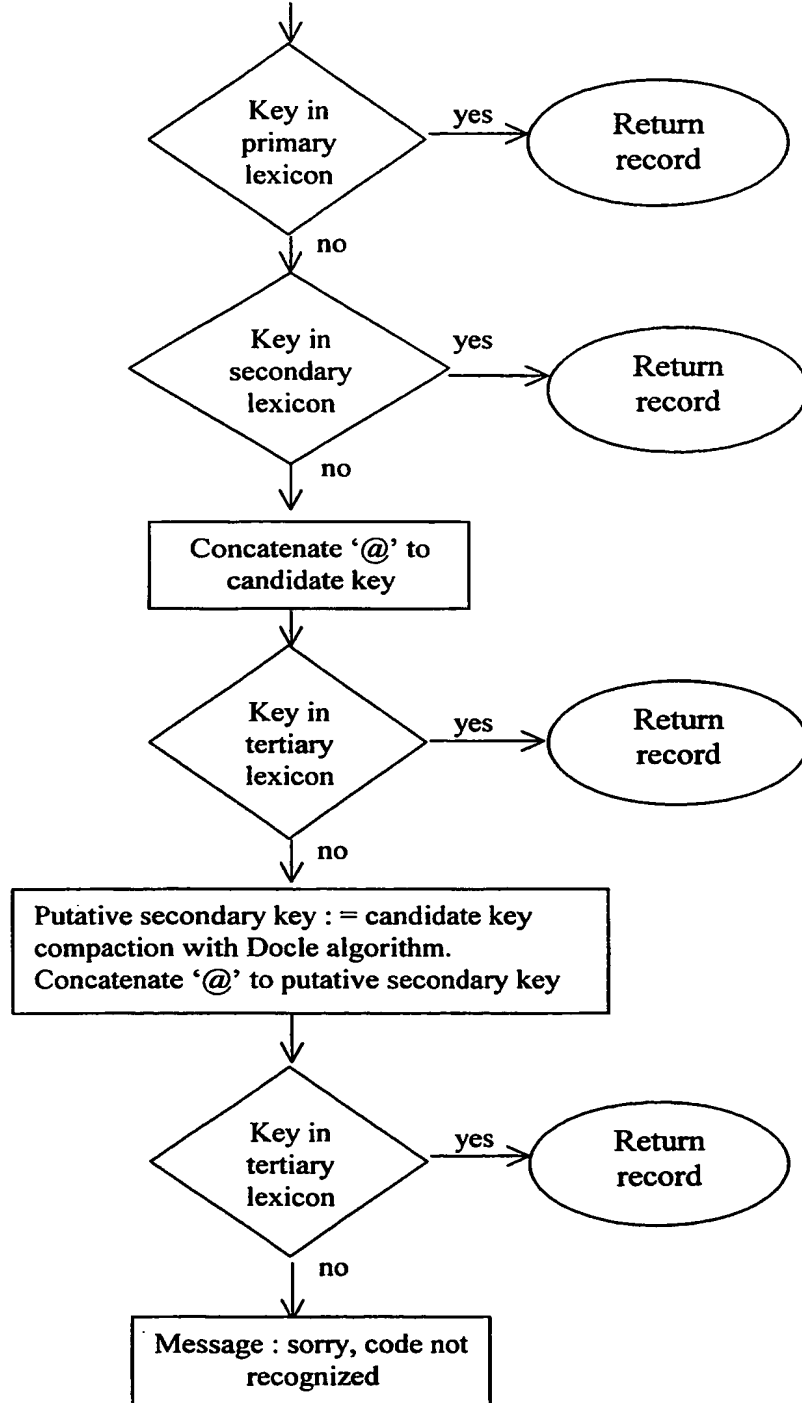 Key in
primary
lexicon
yes
Return
record
no
Key in
secondary
lexicon
yes
Return
record
no
Concatenate ‘@’ to
candidate key
Key in
tertiary
lexicon
yes
Return
record
no
Putative secondary key : = candidate key
compaction with Docle algorithm.
Concatenate ‘@’ to putative secondary key
Key in
tertiary
lexicon
yes
Return
record
no
Message : sorry, code not
recognized